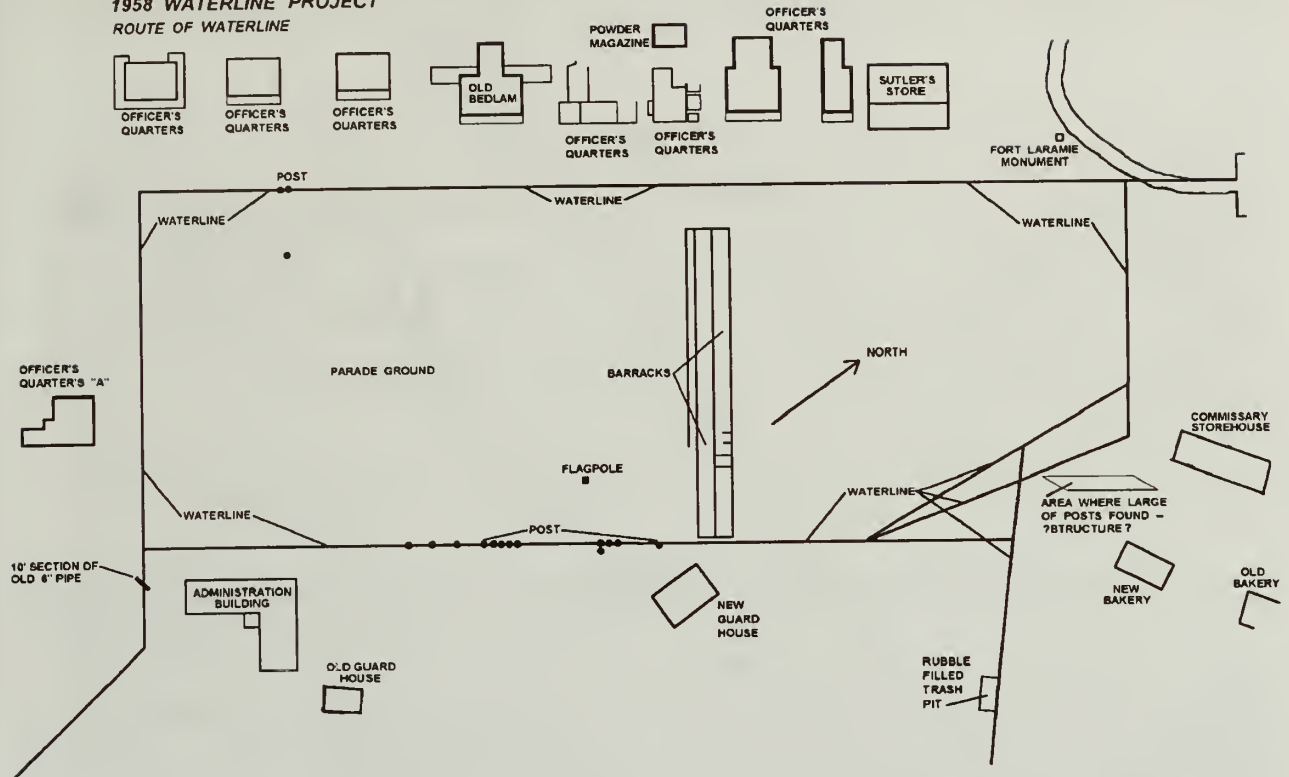 1958 WATERLINE PROJECT
ROUTE OF WATERLINE
OFFICER'S
QUARTERS
POWDER
MAGAZINE
OLD
BEDLAM
SUTLER'S
STORE
OFFICER'S
QUARTERS
OFFICER'S
QUARTERS
OFFICER'S
QUARTERS
OFFICER'S
QUARTERS
OFFICER'S
QUARTERS
FORT LARAMIE
MONUMENT
POST
WATERLINE
WATERLINE
WATERLINE
NORTH
OFFICER'S
QUARTER'S "A"
PARADE GROUND
BARRACKS
COMMISSARY
STOREHOUSE
FLAGPOLE
WATERLINE
AREA WHERE LARGE
OF POSTS FOUND –
?BTRUCTURE?
WATERLINE
POST
10' SECTION OF
OLD 6" PIPE
ADMINISTRATION
BUILDING
NEW
GUARD
HOUSE
NEW
BAKERY
OLD
BAKERY
OLD GUARD
HOUSE
RUBBLE
FILLED
TRASH
PIT